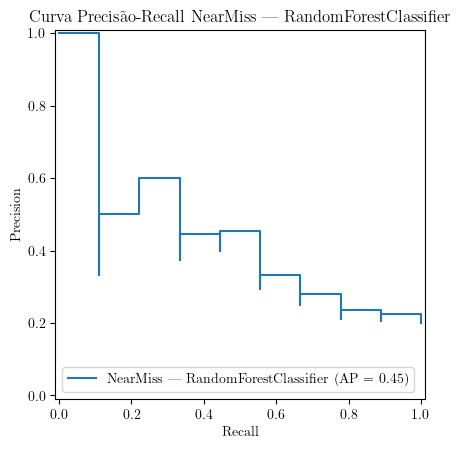 Curva Precisão-Recall NearMiss — RandomForestClassifier
1.0
0.8
0.6
0.4
0.2
0.0
Precision
NearMiss — RandomForestClassifier (AP = 0.45)
0.0 0.2 0.4 0.6 0.8 1.0
Recall